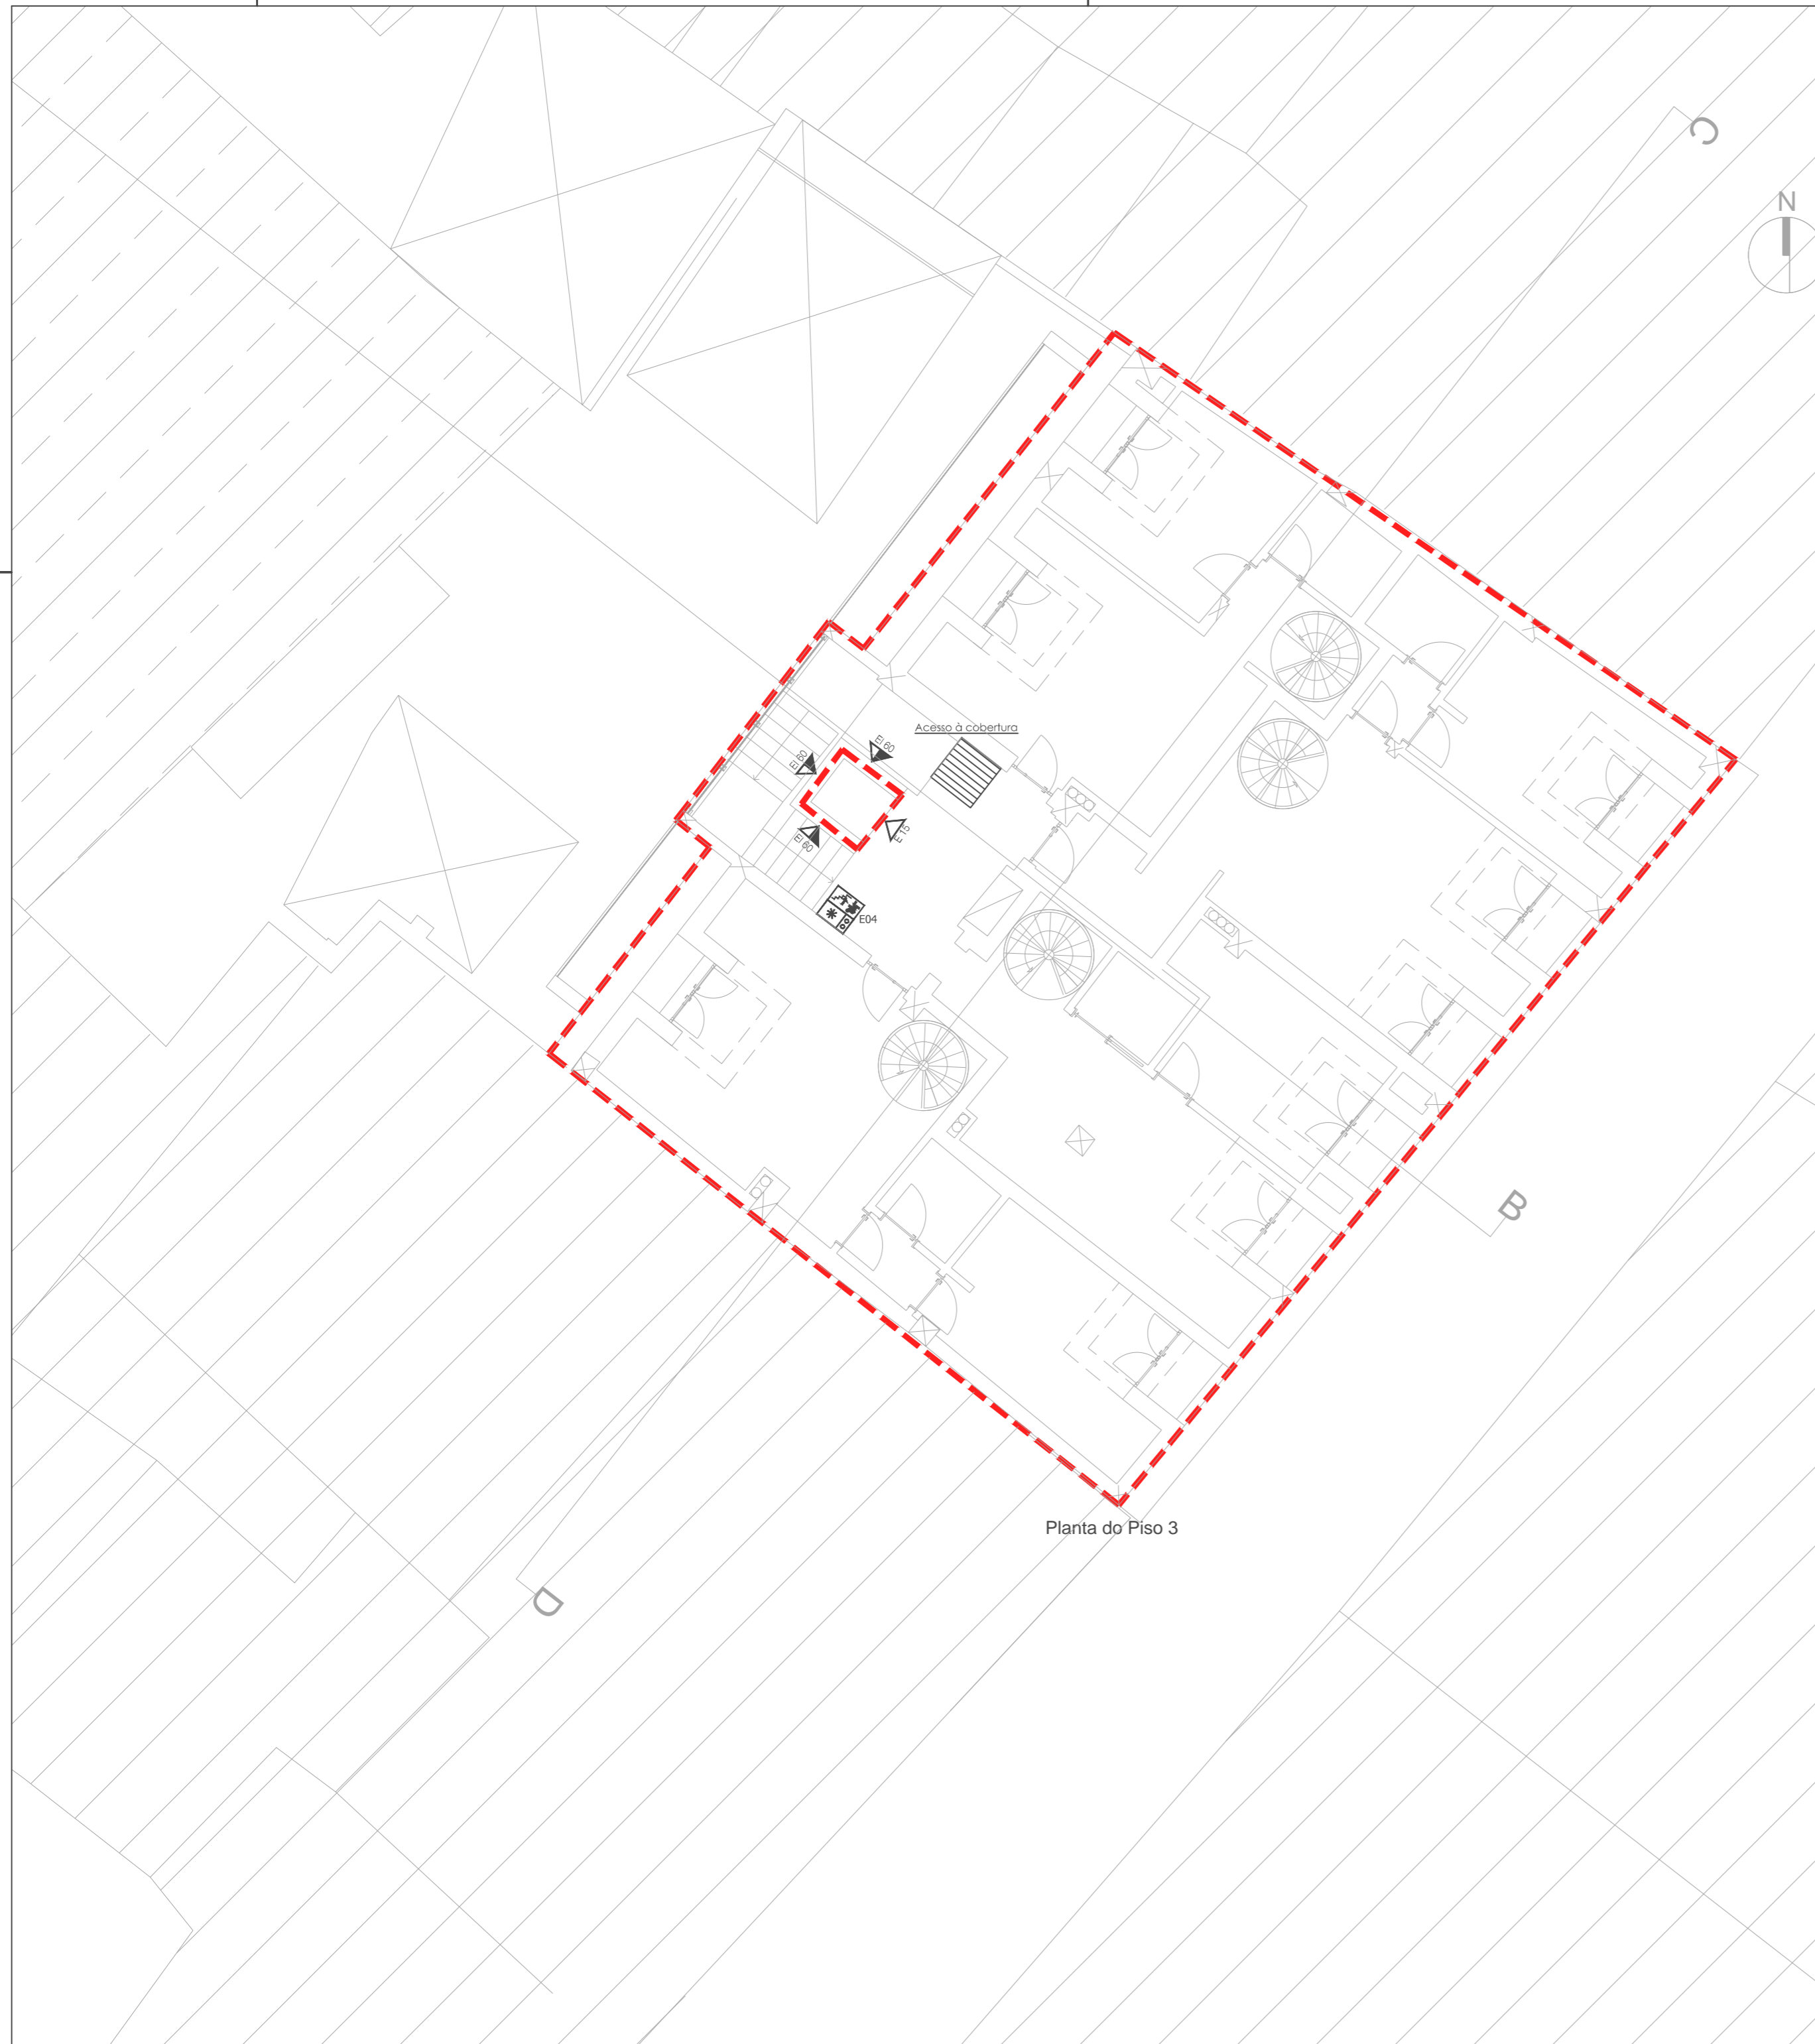 C
N
Acesso à cobertura
EI 60
EI 60
E 15
EI 60
E04
B
Planta do Piso 3
D